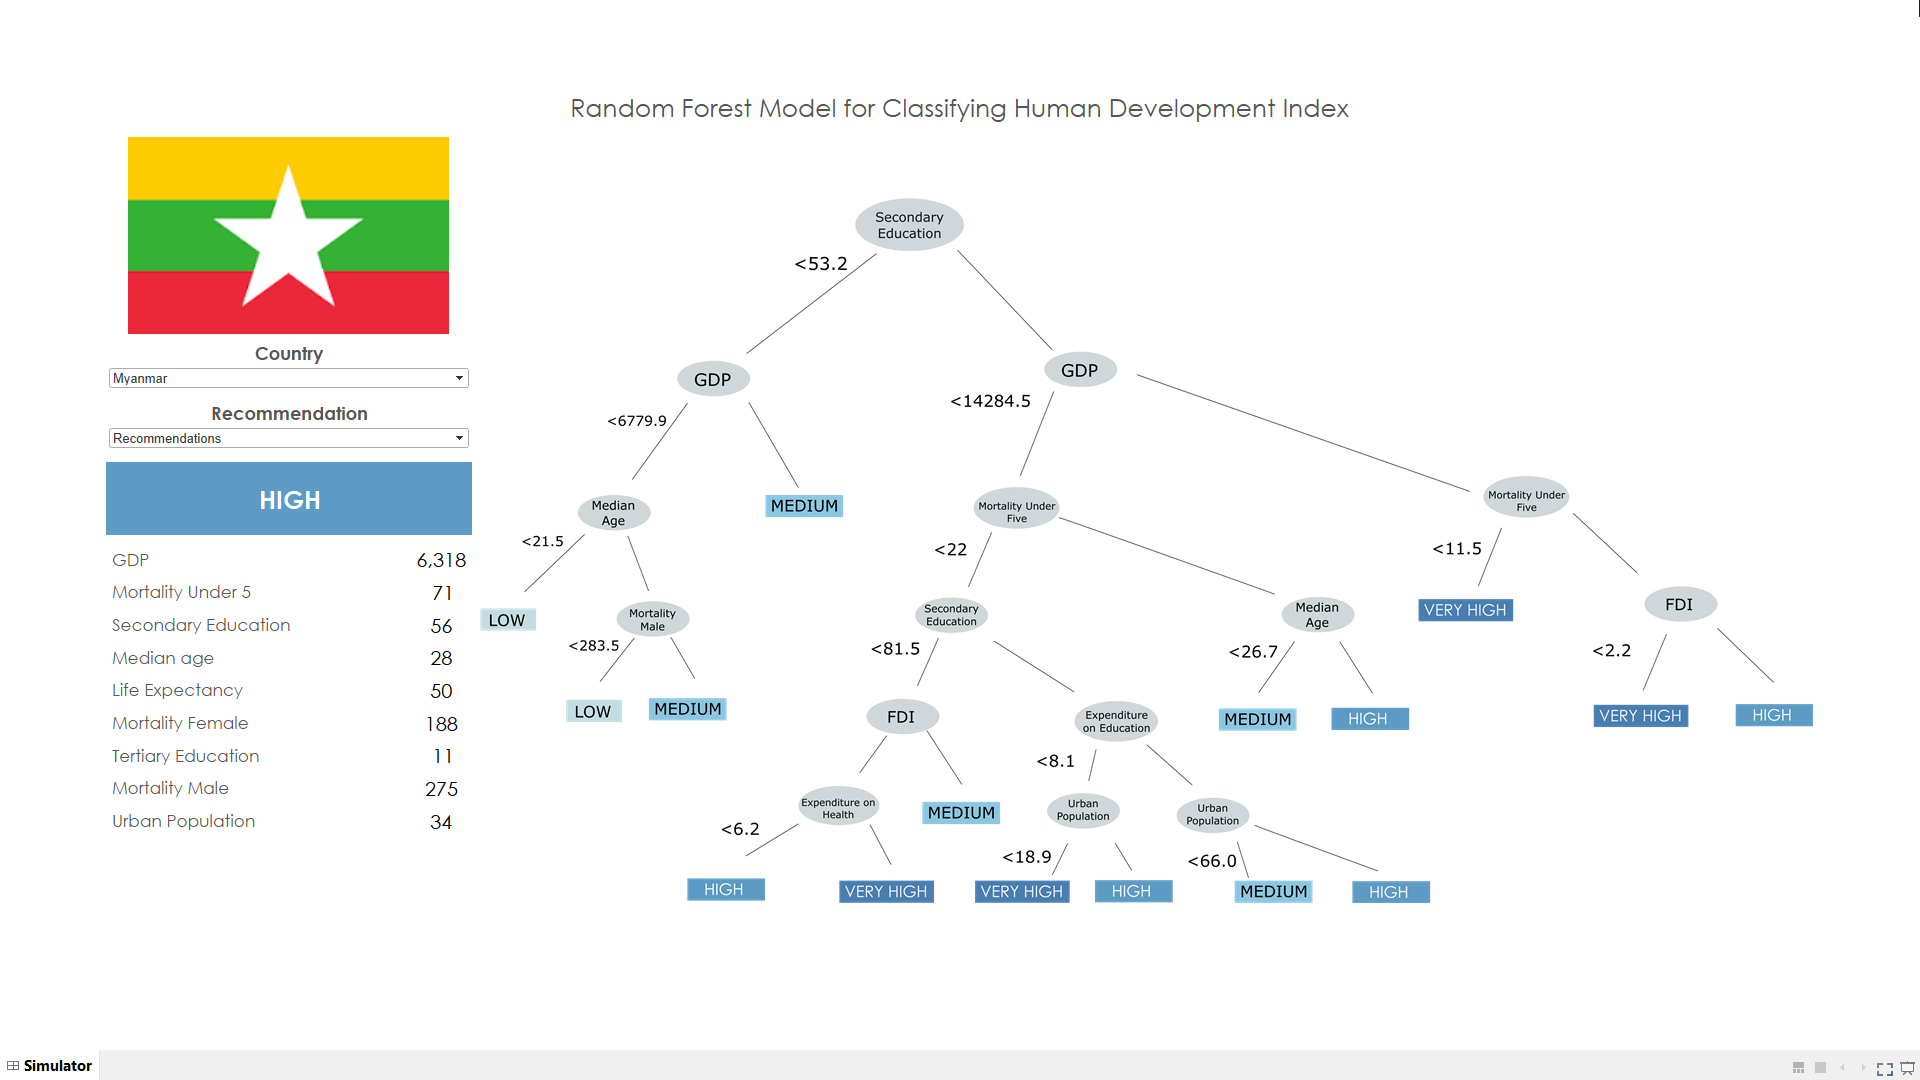 Random Forest Model for Classifying Human Development Index
Country
Myanmar
Recommendation
Recommendations
HIGH
GDP 6,318
Mortality Under 5 71
Secondary Education 56
Median age 28
Life Expectancy 50
Mortality Female 188
Tertiary Education 11
Mortality Male 275
Urban Population 34
Secondary
Education
<53.2
GDP
GDP
<6779.9
<14284.5
Median
Age
MEDIUM
Mortality Under
Five
Mortality Under
Five
<21.5
<22
<11.5
LOW
Mortality
Male
Secondary
Education
Median
Age
VERY HIGH
FDI
<283.5
<81.5
<26.7
<2.2
LOW
MEDIUM
FDI
Expenditure
on Education
MEDIUM
HIGH
VERY HIGH
HIGH
<8.1
Expenditure on
Health
MEDIUM
Urban
Population
Urban
Population
<6.2
<18.9
<66.0
HIGH
VERY HIGH
VERY HIGH
HIGH
MEDIUM
HIGH
Simulator